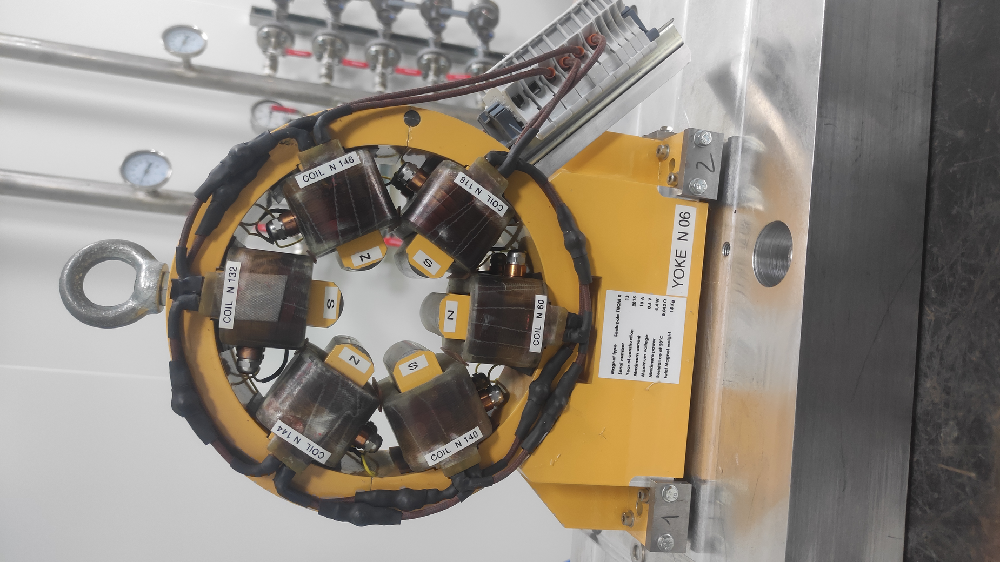 COIL N 132
S
COIL N 146
N
COIL N 118
S
COIL N 60
N
COIL N 140
S
COIL N 144
N
YOKE N 06
Magnet type Sextupole THOM X
Serial number 13
Year of construction 2015
Maximum current 10 A
Maximum voltage 0,6 V
Maximum power 4,4 W
Resistance at 20°C 0,042 Ω
Total Magnet weight 15 Kg
1
2